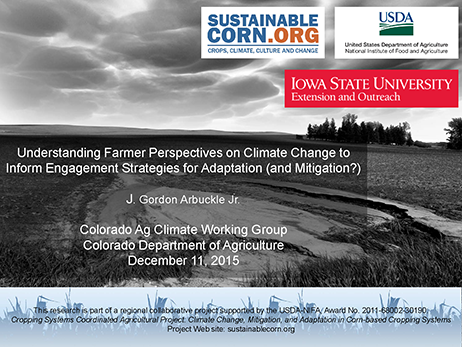 SUSTAINABLE
CORN.ORG
CROPS, CLIMATE, CULTURE AND CHANGE
USDA
United States Department of Agriculture
National Institute of Food and Agriculture
IOWA STATE UNIVERSITY
Extension and Outreach
Understanding Farmer Perspectives on Climate Change to
Inform Engagement Strategies for Adaptation (and Mitigation?)
J. Gordon Arbuckle Jr.
Colorado Ag Climate Working Group
Colorado Department of Agriculture
December 11, 2015
This research is part of a regional collaborative project supported by the USDA-NIFA, Award No. 2011-68002-30190
Cropping Systems Coordinated Agricultural Project: Climate Change, Mitigation, and Adaptation in Corn-based Cropping Systems
Project Web site: sustainablecorn.org